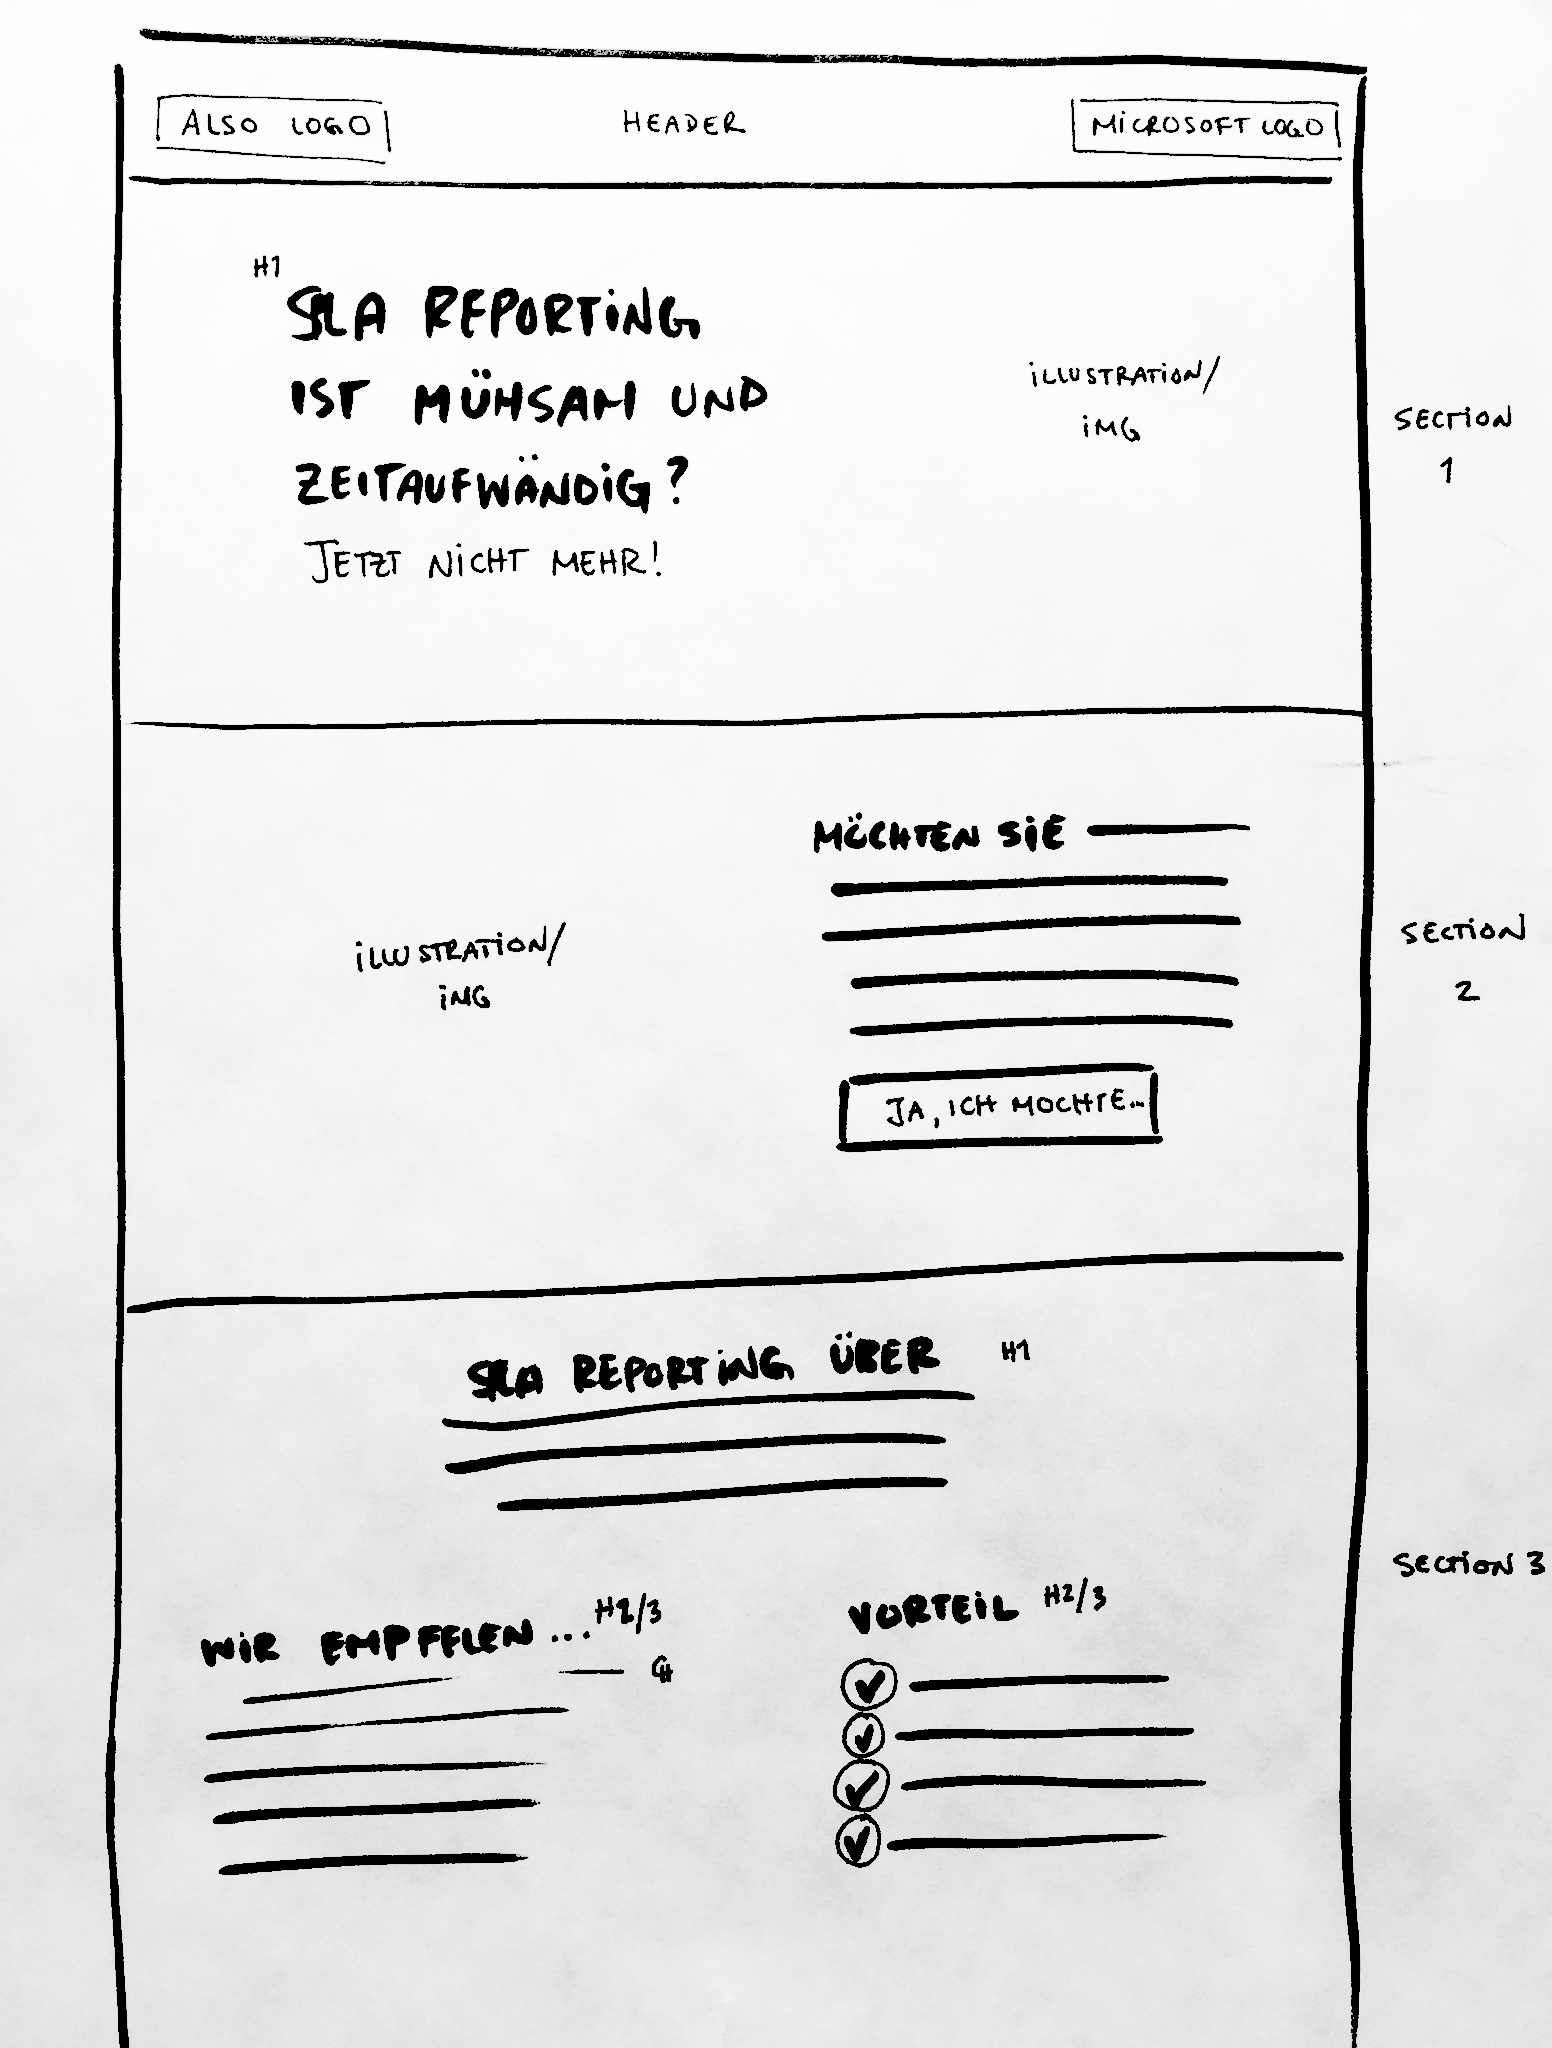 ALSO LOGO
HEADER
MICROSOFT LOGO
H1
SLA REPORTING
IST MÜHSAM UND
ZEITAUFWÄNDIG?
JETZT NICHT MEHR!
ILLUSTRATION/
IMG
SECTION
1
ILLUSTRATION/
IMG
MÖCHTEN SIE
JA, ICH MOCHTE...
SECTION
2
SLA REPORTING ÜBER H1
SECTION 3
WIR EMPFELEN ... H2/3
VORTEIL H2/3